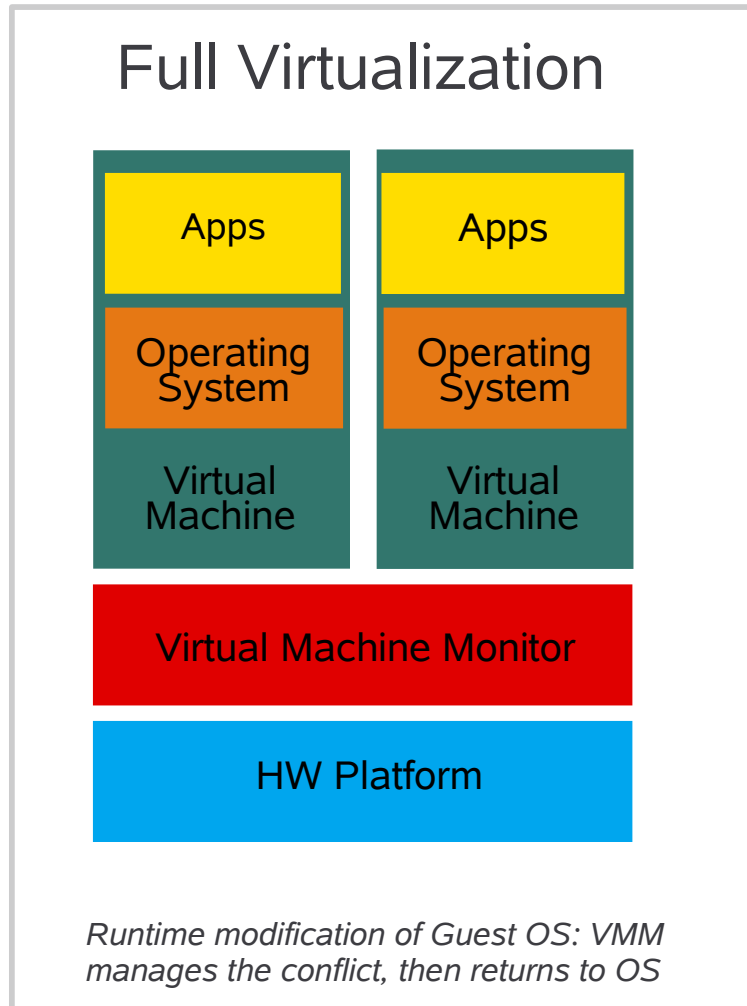 Full Virtualization
Apps
Apps
Operating
System
Operating
System
Virtual
Machine
Virtual
Machine
Virtual Machine Monitor
HW Platform
Runtime modification of Guest OS: VMM
manages the conflict, then returns to OS